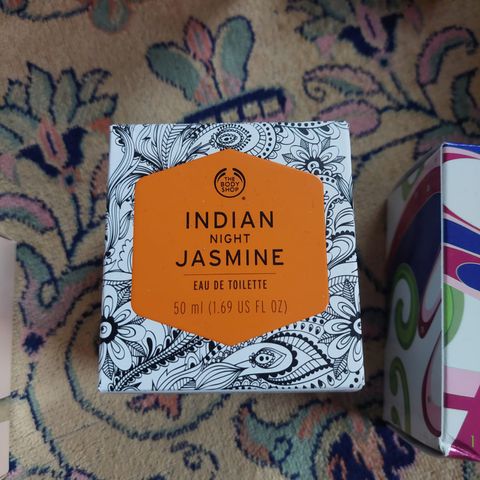 THE
BODY
SHOP
INDIAN
NIGHT
JASMINE
EAU DE TOILETTE
50 ml (1.69 US FL OZ)